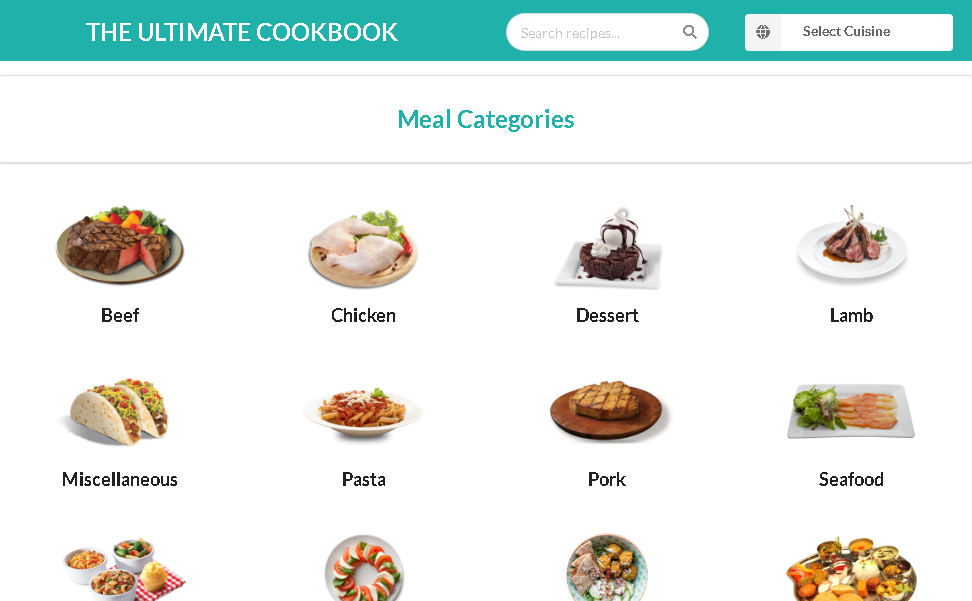 THE ULTIMATE COOKBOOK
Search recipes...
Select Cuisine
Meal Categories
Beef
Chicken
Dessert
Lamb
Miscellaneous
Pasta
Pork
Seafood